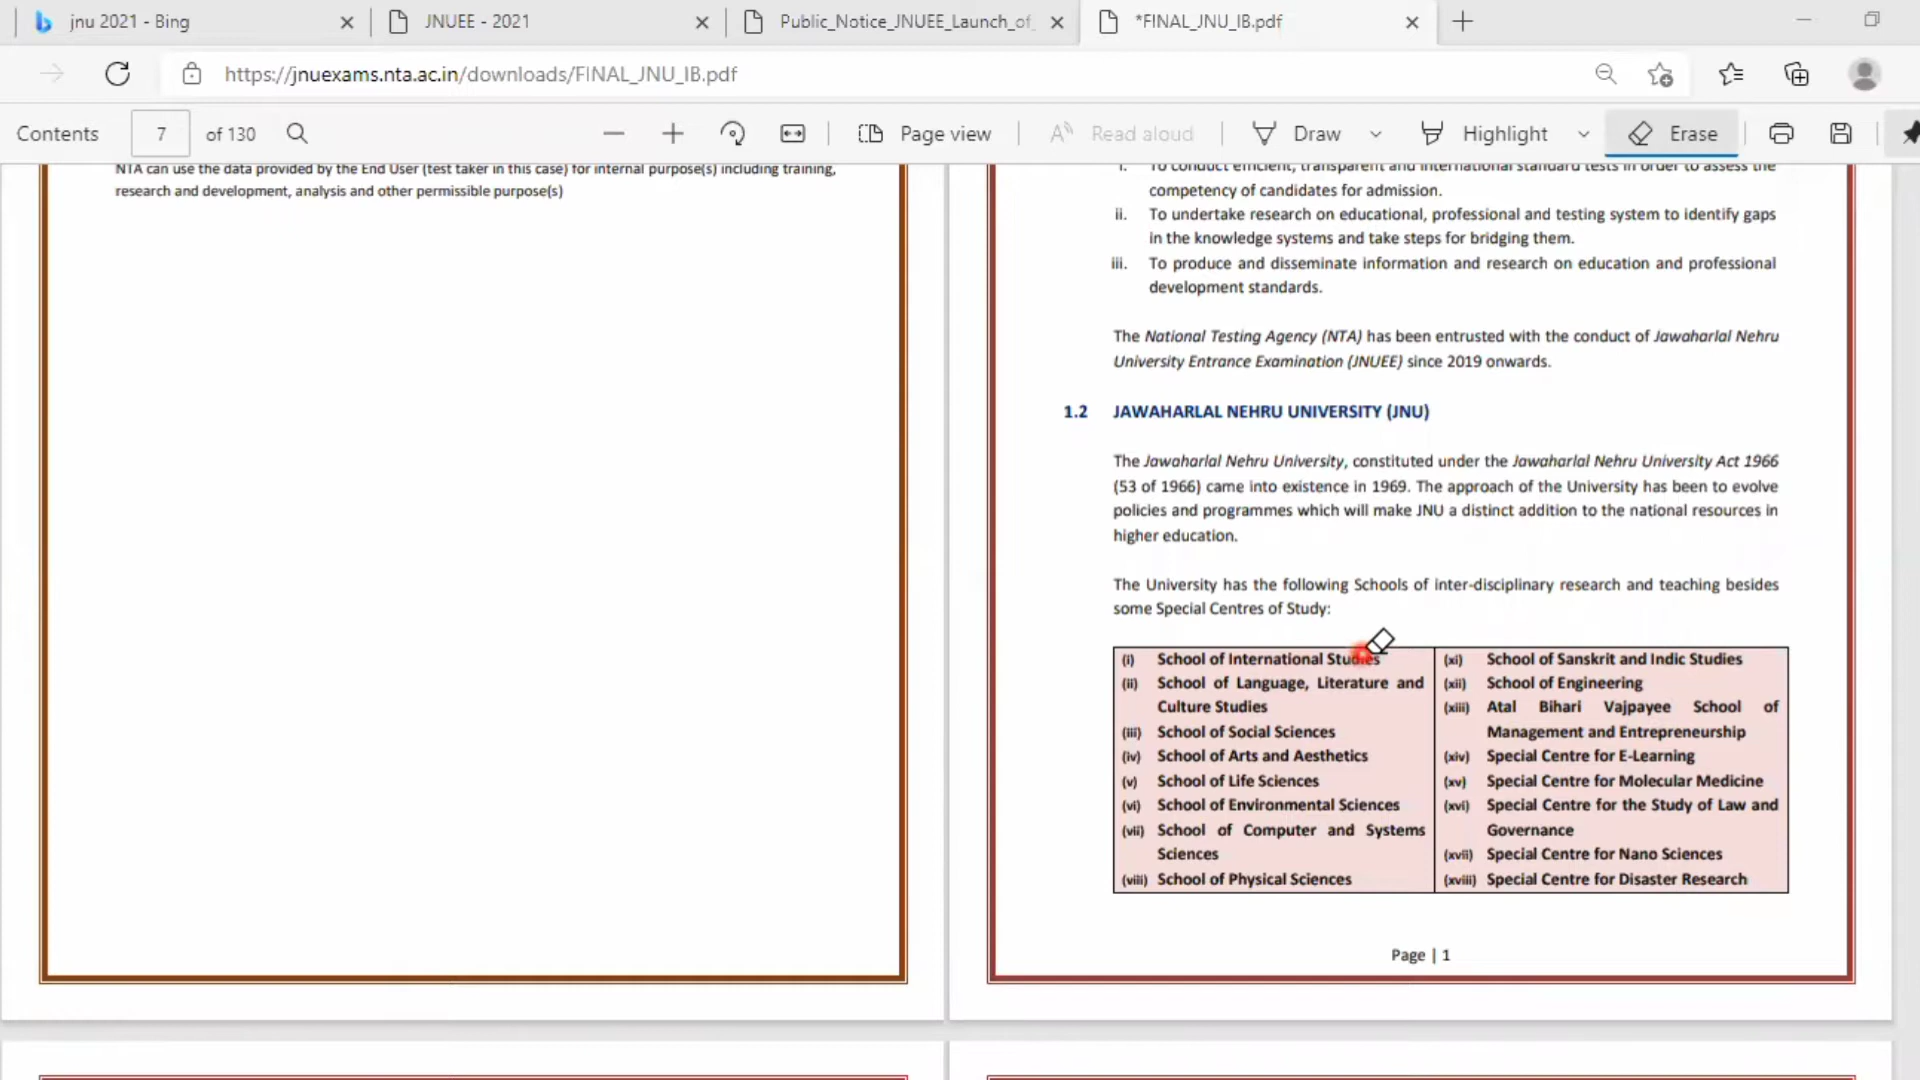 jnu 2021 - Bing
JNUEE - 2021
Public_Notice_JNUEE_Launch_of_
*FINAL_JNU_IB.pdf
https://jnuexams.nta.ac.in/downloads/FINAL_JNU_IB.pdf
Contents 7 of 130 Page view Read aloud Draw Highlight Erase
NTA can use the data provided by the End User (test taker in this case) for internal purpose(s) including training,
research and development, analysis and other permissible purpose(s)
i. To conduct efficient, transparent and international standard tests in order to assess the
competency of candidates for admission.
ii. To undertake research on educational, professional and testing system to identify gaps
in the knowledge systems and take steps for bridging them.
iii. To produce and disseminate information and research on education and professional
development standards.
The National Testing Agency (NTA) has been entrusted with the conduct of Jawaharlal Nehru
University Entrance Examination (JNUEE) since 2019 onwards.
1.2 JAWAHARLAL NEHRU UNIVERSITY (JNU)
The Jawaharlal Nehru University, constituted under the Jawaharlal Nehru University Act 1966
(53 of 1966) came into existence in 1969. The approach of the University has been to evolve
policies and programmes which will make JNU a distinct addition to the national resources in
higher education.
The University has the following Schools of inter-disciplinary research and teaching besides
some Special Centres of Study:
(i) School of International Studies
(ii) School of Language, Literature and
Culture Studies
(iii) School of Social Sciences
(iv) School of Arts and Aesthetics
(v) School of Life Sciences
(vi) School of Environmental Sciences
(vii) School of Computer and Systems
Sciences
(viii) School of Physical Sciences
(xi) School of Sanskrit and Indic Studies
(xii) School of Engineering
(xiii) Atal Bihari Vajpayee School of
Management and Entrepreneurship
(xiv) Special Centre for E-Learning
(xv) Special Centre for Molecular Medicine
(xvi) Special Centre for the Study of Law and
Governance
(xvii) Special Centre for Nano Sciences
(xviii) Special Centre for Disaster Research
Page | 1